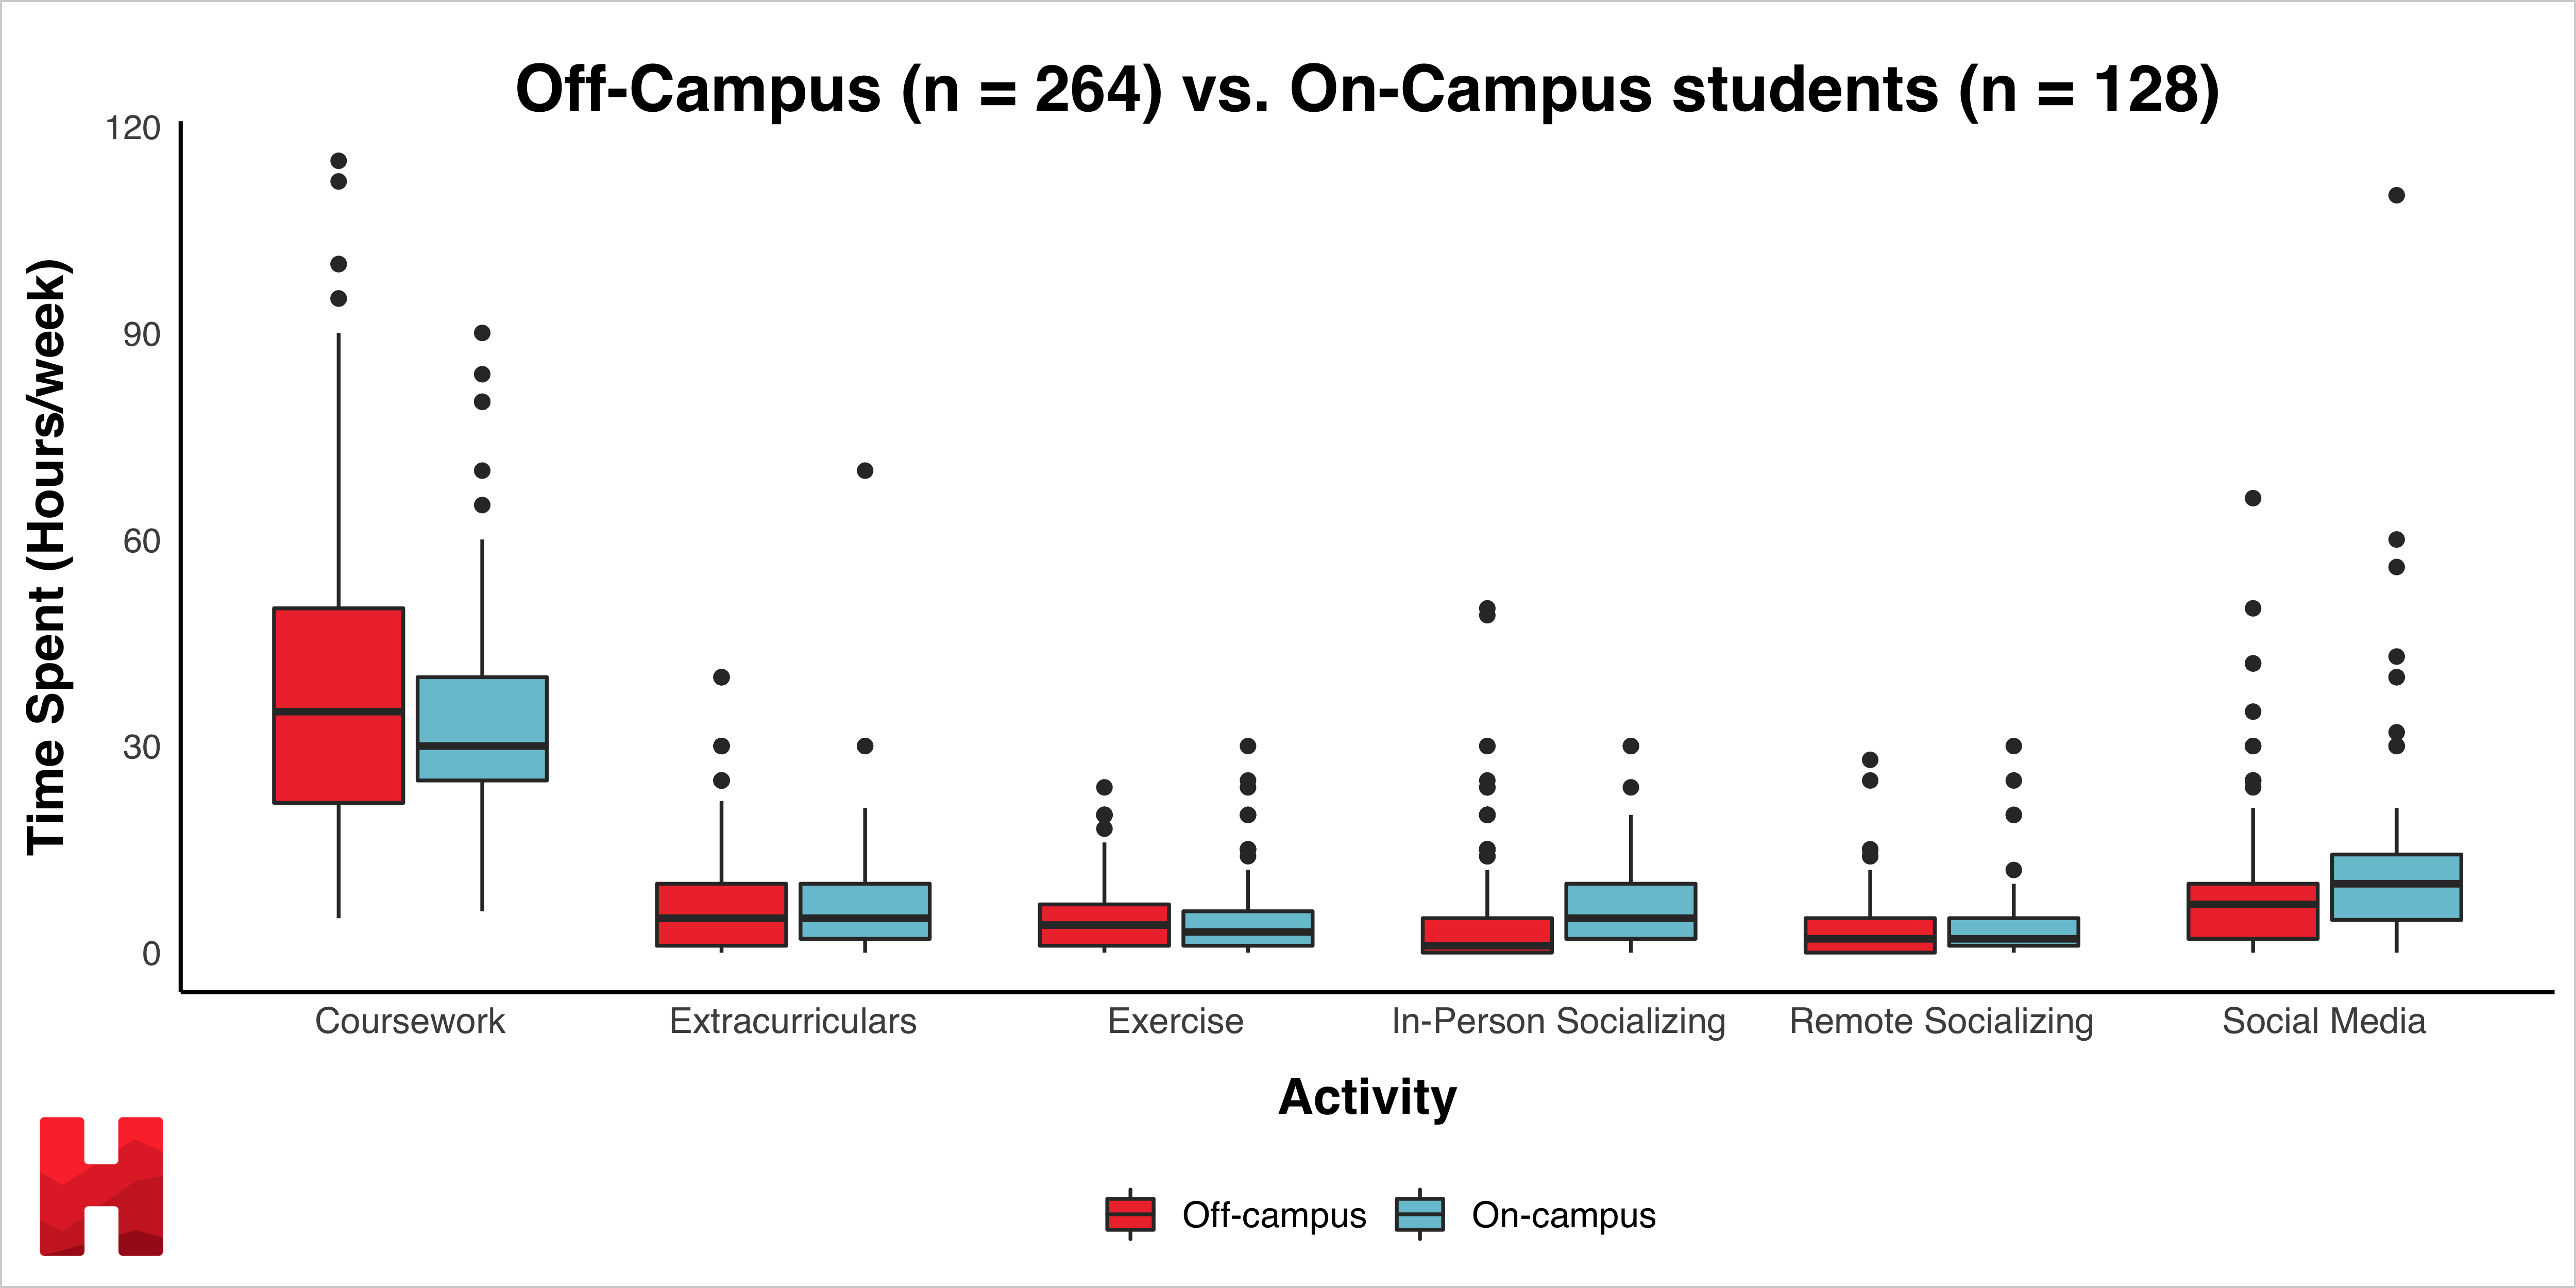 Off-Campus (n = 264) vs. On-Campus students (n = 128)
Time Spent (Hours/week)
120
90
60
30
0
Coursework Extracurriculars Exercise In-Person Socializing Remote Socializing Social Media
Activity
H
Off-campus On-campus